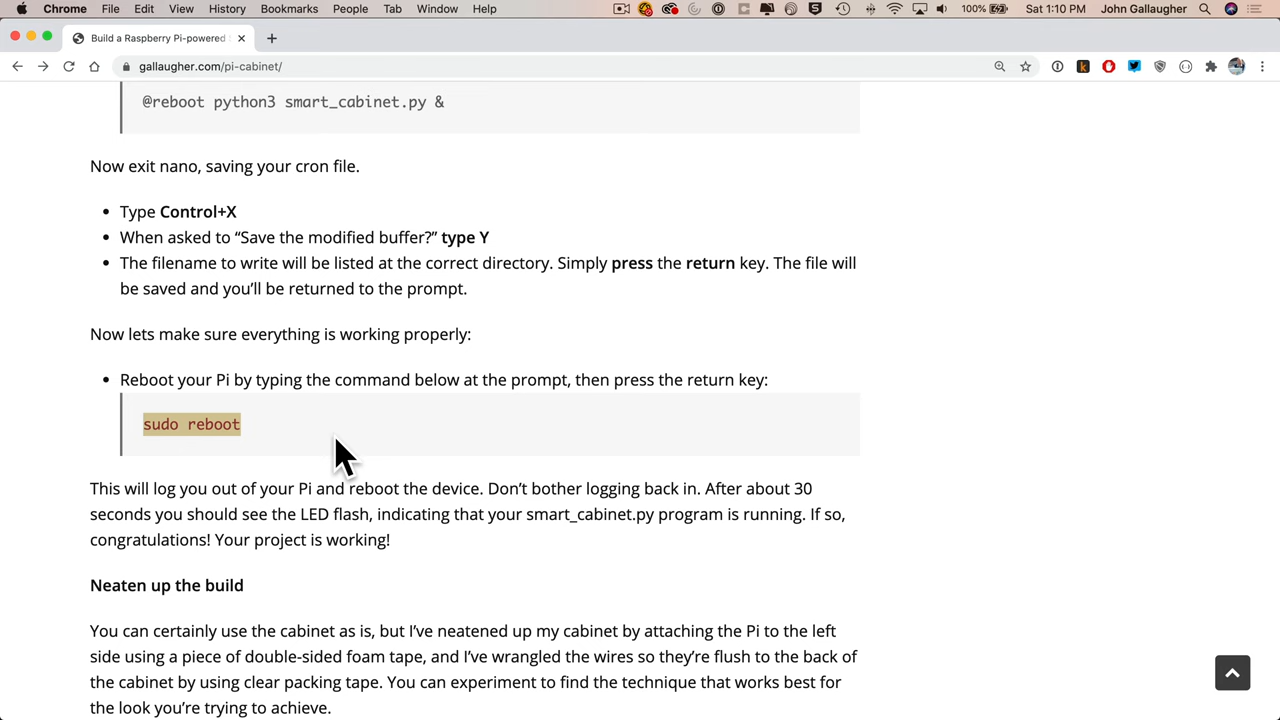 Chrome File Edit View History Bookmarks People Tab Window Help 100% Sat 1:10 PM John Gallaugher
Build a Raspberry Pi-powered
gallaugher.com/pi-cabinet/
@reboot python3 smart_cabinet.py &
Now exit nano, saving your cron file.
• Type Control+X
• When asked to “Save the modified buffer?” type Y
• The filename to write will be listed at the correct directory. Simply press the return key. The file will
be saved and you’ll be returned to the prompt.
Now lets make sure everything is working properly:
• Reboot your Pi by typing the command below at the prompt, then press the return key:
sudo reboot
This will log you out of your Pi and reboot the device. Don’t bother logging back in. After about 30
seconds you should see the LED flash, indicating that your smart_cabinet.py program is running. If so,
congratulations! Your project is working!
Neaten up the build
You can certainly use the cabinet as is, but I’ve neatened up my cabinet by attaching the Pi to the left
side using a piece of double-sided foam tape, and I’ve wrangled the wires so they’re flush to the back of
the cabinet by using clear packing tape. You can experiment to find the technique that works best for
the look you’re trying to achieve.